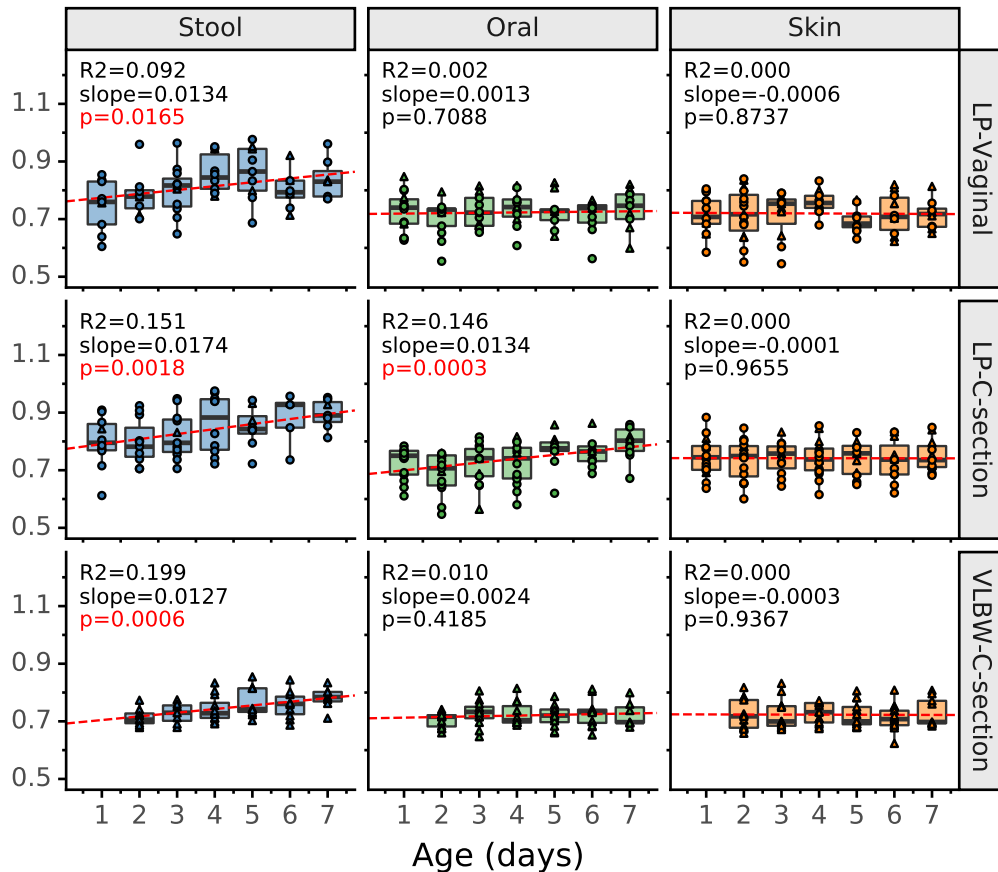 Stool
Oral
Skin
R2=0.092
slope=0.0134
p=0.0165
R2=0.002
slope=0.0013
p=0.7088
R2=0.000
slope=-0.0006
p=0.8737
LP-Vaginal
1.1
0.9
0.7
0.5
R2=0.151
slope=0.0174
p=0.0018
R2=0.146
slope=0.0134
p=0.0003
R2=0.000
slope=-0.0001
p=0.9655
LP-C-section
1.1
0.9
0.7
0.5
R2=0.199
slope=0.0127
p=0.0006
R2=0.010
slope=0.0024
p=0.4185
R2=0.000
slope=-0.0003
p=0.9367
VLBW-C-section
1.1
0.9
0.7
0.5
1 2 3 4 5 6 7
1 2 3 4 5 6 7
1 2 3 4 5 6 7
Age (days)